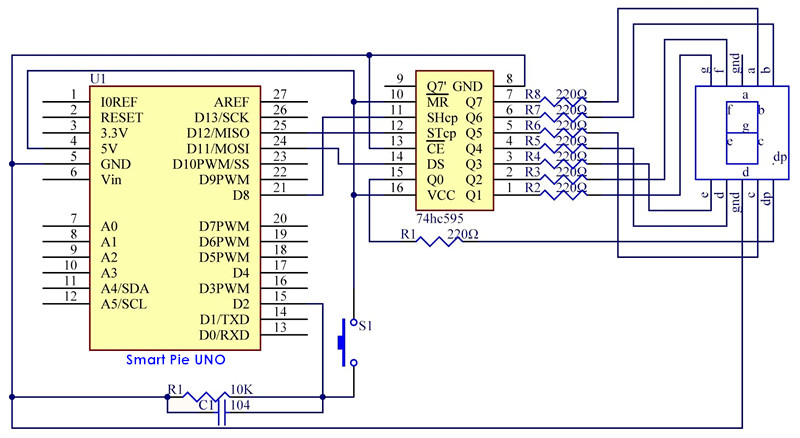 U1
1 I0REF AREF 27
2 RESET D13/SCK 26
3 3.3V D12/MISO 25
4 5V D11/MOSI 24
5 GND D10PWM/SS 23
6 Vin D9PWM 22
D8 21
7 A0 D7PWM 20
8 A1 D6PWM 19
9 A2 D5PWM 18
10 A3 D4 17
11 A4/SDA D3PWM 16
12 A5/SCL D2 15
D1/TXD 14
D0/RXD 13
Smart Pie UNO
R1 10K
C1 104
S1
9 Q7' GND 8
10 MR Q7 7 R8 220Ω
11 SHcp Q6 6 R7 220Ω
12 STcp Q5 5 R6 220Ω
13 CE Q4 4 R5 220Ω
14 DS Q3 3 R4 220Ω
15 Q0 Q2 2 R3 220Ω
16 VCC Q1 1 R2 220Ω
74hc595
R1 220Ω
g f gnd a b
a
f b
g
e c
d
dp
e d gnd c dp